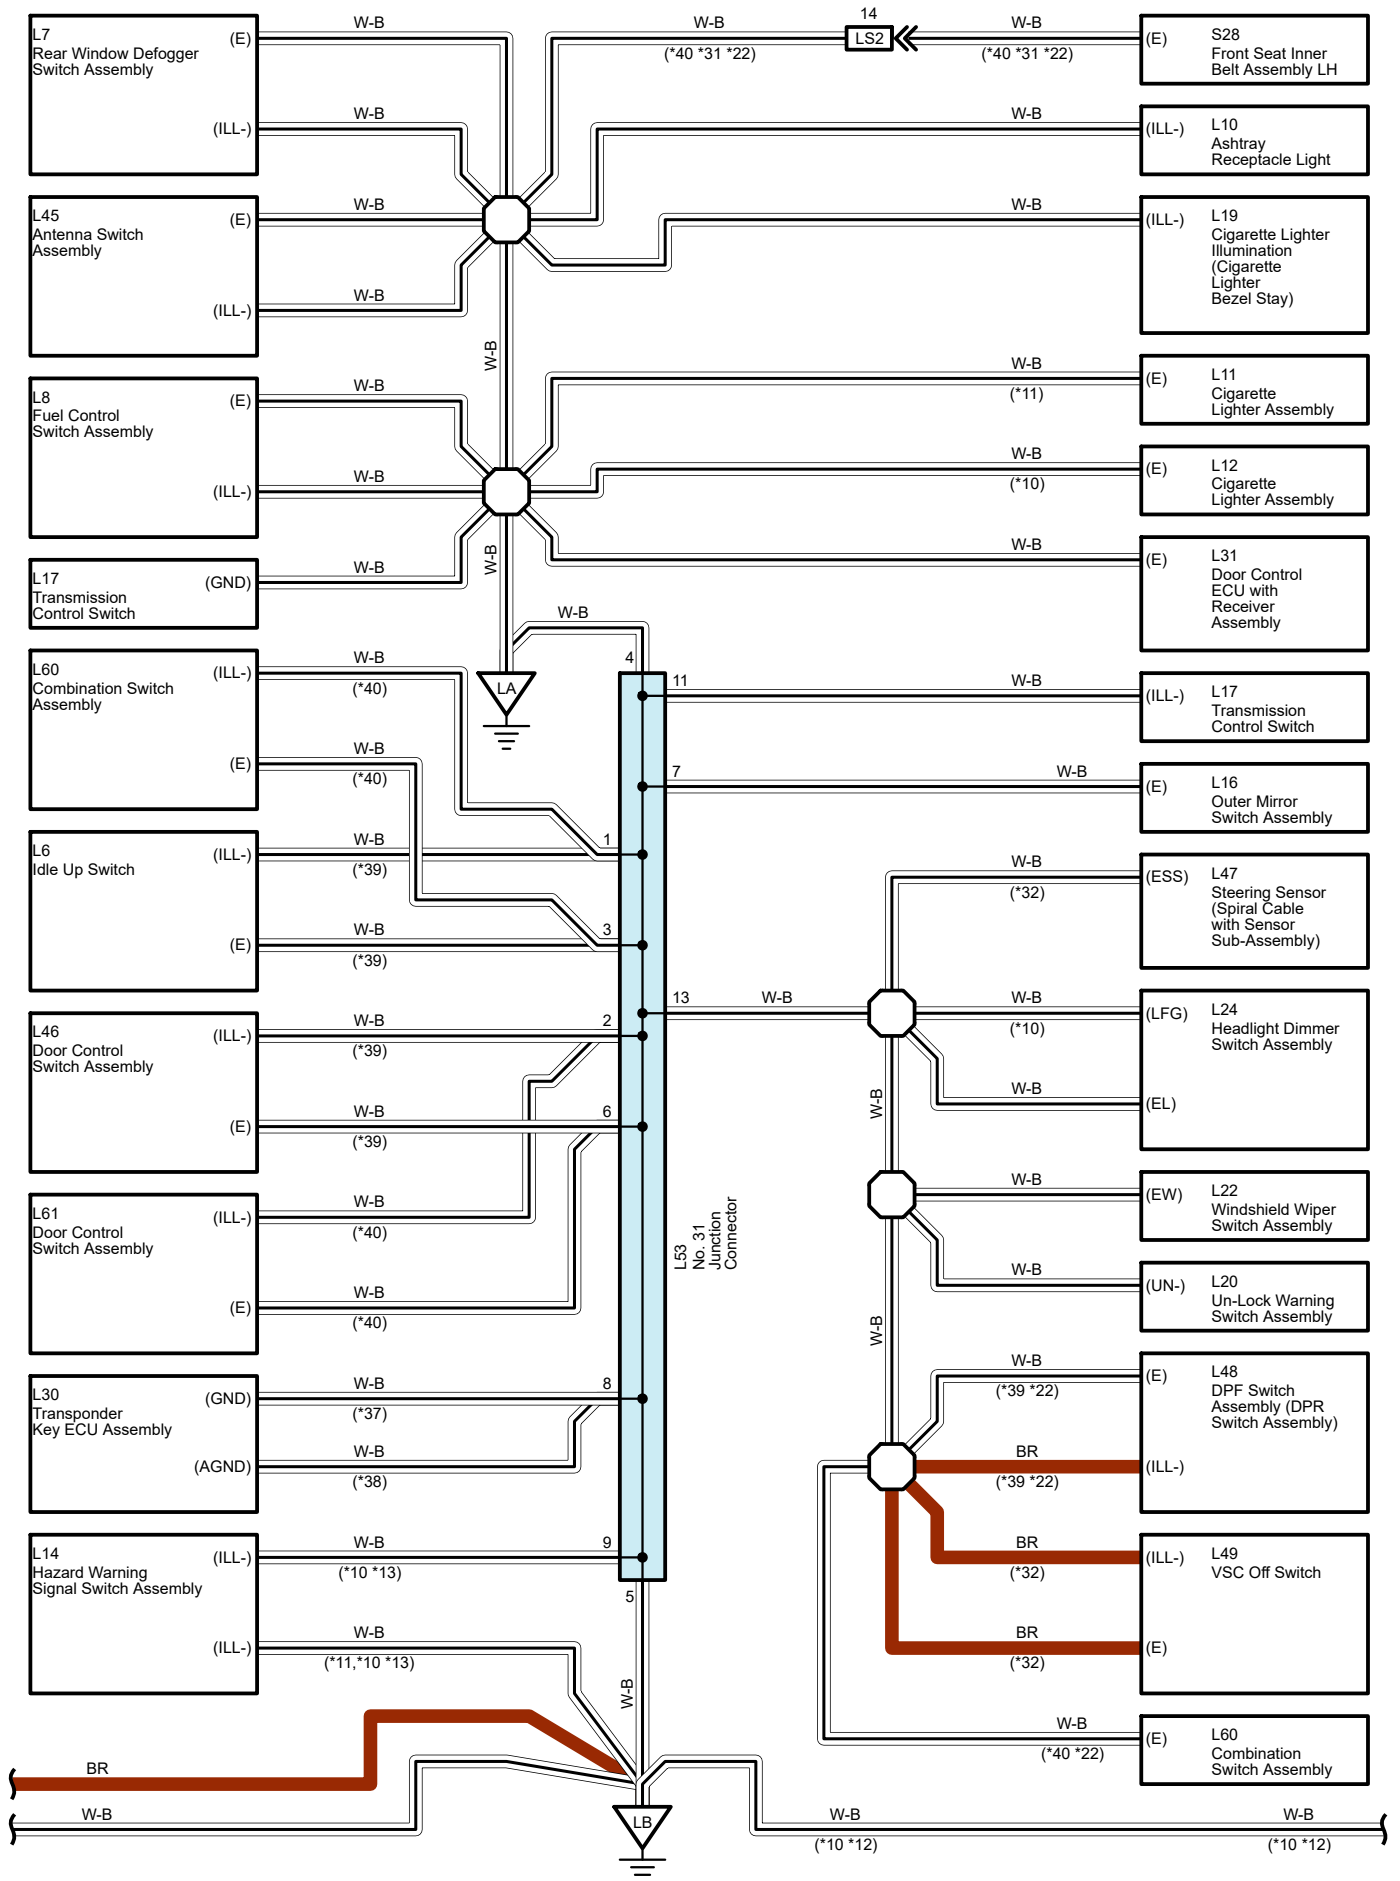 L7
Rear Window Defogger
Switch Assembly
(E)
W-B
(ILL-)
W-B
L45
Antenna Switch
Assembly
(E)
W-B
(ILL-)
W-B
L8
Fuel Control
Switch Assembly
(E)
W-B
(ILL-)
W-B
L17
Transmission
Control Switch
(GND)
W-B
L60
Combination Switch
Assembly
(ILL-)
W-B
(*40)
(E)
W-B
(*40)
L6
Idle Up Switch
(ILL-)
W-B
(*39)
(E)
W-B
(*39)
L46
Door Control
Switch Assembly
(ILL-)
W-B
(*39)
(E)
W-B
(*39)
L61
Door Control
Switch Assembly
(ILL-)
W-B
(*40)
(E)
W-B
(*40)
L30
Transponder
Key ECU Assembly
(GND)
W-B
(*37)
(AGND)
W-B
(*38)
L14
Hazard Warning
Signal Switch Assembly
(ILL-)
W-B
(*10 *13)
(ILL-)
W-B
(*11,*10 *13)
BR
W-B
W-B
W-B
W-B
LA
4
1
3
2
6
8
9
5
11
7
13
L53
No. 31
Junction
Connector
W-B
LB
W-B
(*40 *31 *22)
14
LS2
W-B
(*40 *31 *22)
(E)
S28
Front Seat Inner
Belt Assembly LH
W-B
(ILL-)
L10
Ashtray
Receptacle Light
W-B
(ILL-)
L19
Cigarette Lighter
Illumination
(Cigarette
Lighter
Bezel Stay)
W-B
(*11)
(E)
L11
Cigarette
Lighter Assembly
W-B
(*10)
(E)
L12
Cigarette
Lighter Assembly
W-B
(E)
L31
Door Control
ECU with
Receiver
Assembly
W-B
(ILL-)
L17
Transmission
Control Switch
W-B
(E)
L16
Outer Mirror
Switch Assembly
W-B
(*32)
(ESS)
L47
Steering Sensor
(Spiral Cable
with Sensor
Sub-Assembly)
W-B
W-B
(*10)
(LFG)
L24
Headlight Dimmer
Switch Assembly
W-B
(EL)
W-B
W-B
(EW)
L22
Windshield Wiper
Switch Assembly
W-B
(UN-)
L20
Un-Lock Warning
Switch Assembly
W-B
W-B
(*39 *22)
(E)
L48
DPF Switch
Assembly (DPR
Switch Assembly)
BR
(*39 *22)
(ILL-)
BR
(*32)
(ILL-)
L49
VSC Off Switch
BR
(*32)
(E)
W-B
(*40 *22)
(E)
L60
Combination
Switch Assembly
W-B
(*10 *12)
W-B
(*10 *12)